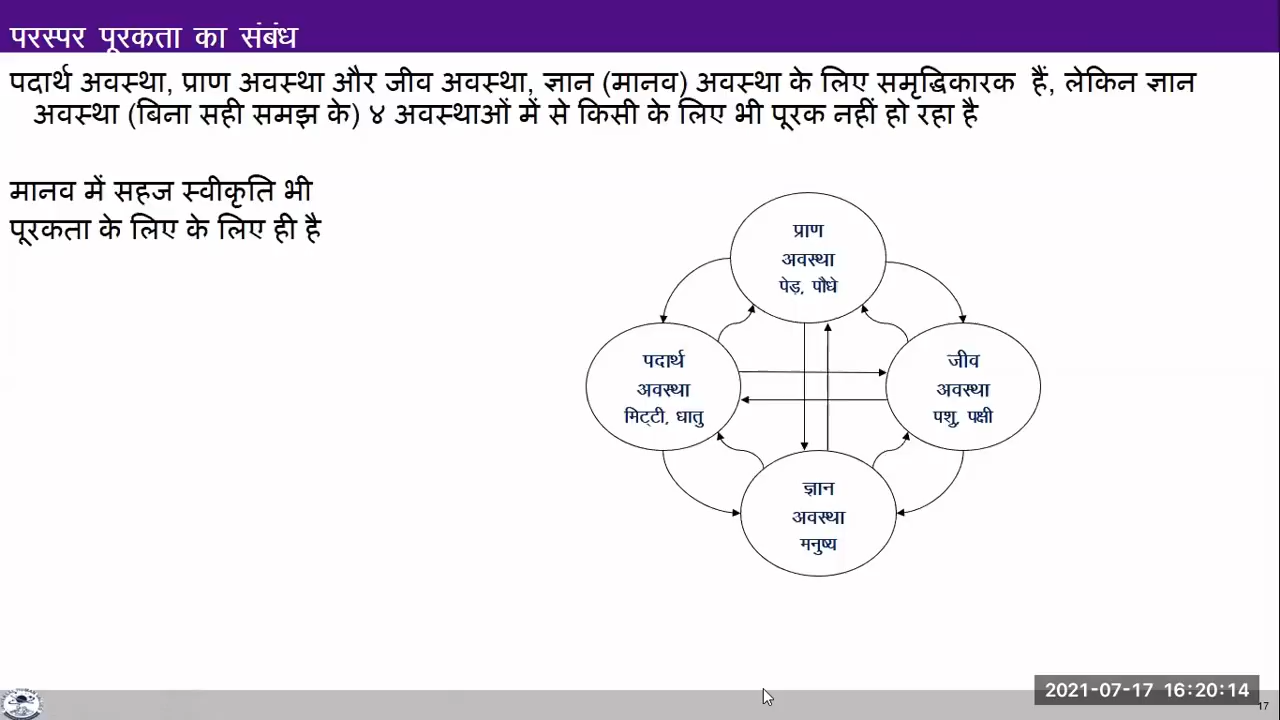 परस्पर पूरकता का संबंध
पदार्थ अवस्था, प्राण अवस्था और जीव अवस्था, ज्ञान (मानव) अवस्था के लिए समृद्धिकारक हैं, लेकिन ज्ञान
अवस्था (बिना सही समझ के) ४ अवस्थाओं में से किसी के लिए भी पूरक नहीं हो रहा है
मानव में सहज स्वीकृति भी
पूरकता के लिए के लिए ही है
प्राण
अवस्था
पेड़, पौधे
पदार्थ
अवस्था
मिट्टी, धातु
जीव
अवस्था
पशु, पक्षी
ज्ञान
अवस्था
मनुष्य
2021-07-17 16:20:14
17